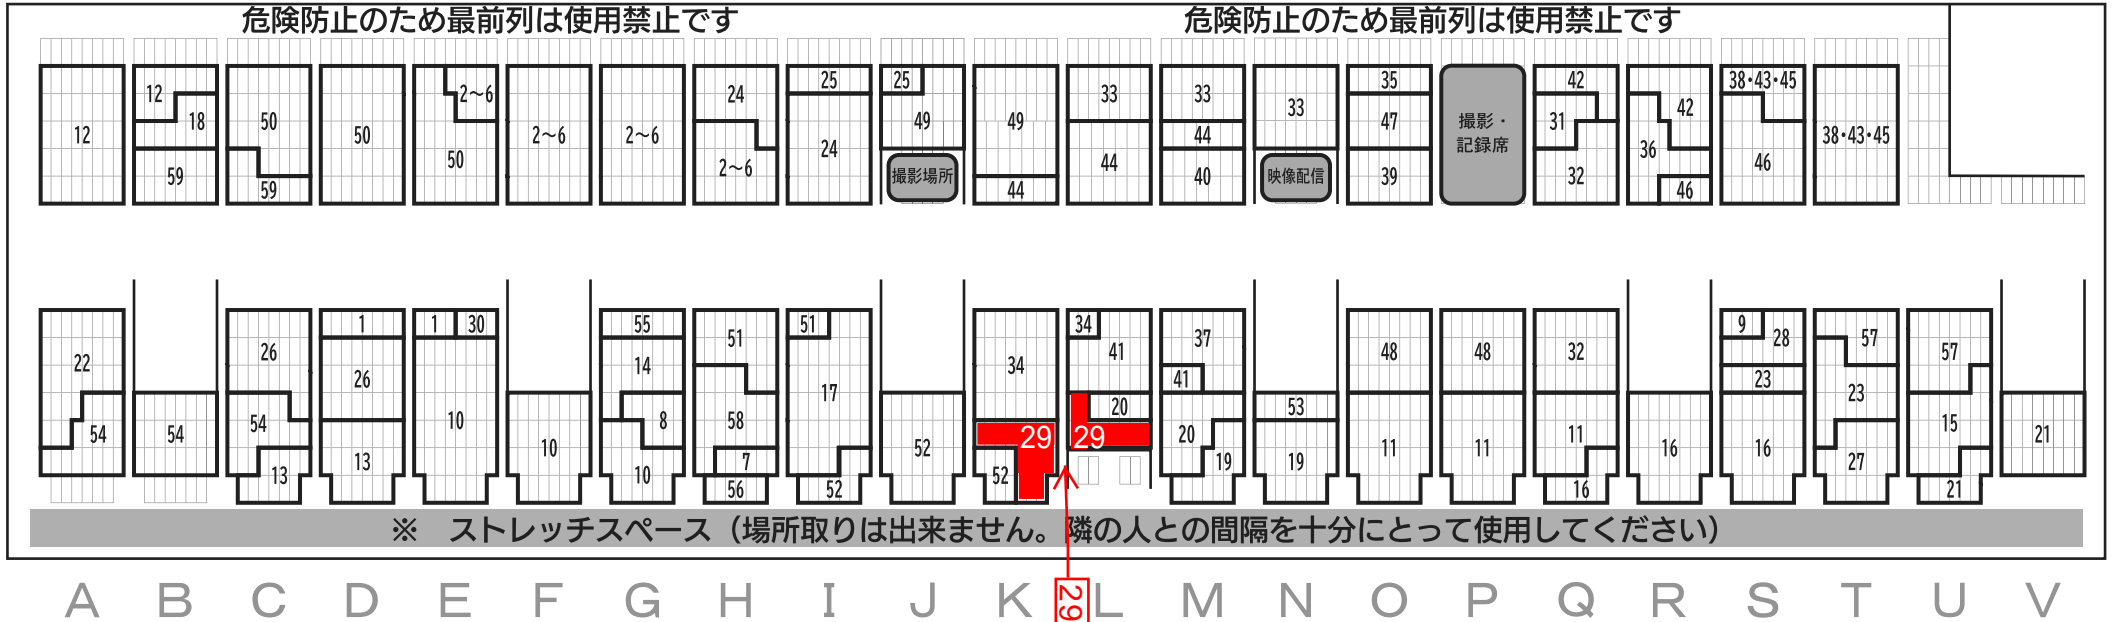 危険防止のため最前列は使用禁止です 危険防止のため最前列は使用禁止です
12 12 18 59 50 59 50 2～6 50 2～6 2～6 24 2～6 25 24 25 49 撮影場所 49 44 33 44 33 44 40 33 映像配信 35 47 39 撮影・
記録席 42 31 32 42 36 46 38・43・45 46 38・43・45
22 54 54 26 54 13 1 26 13 1 30 10 10 55 14 8 10 51 58 7 56 51 17 52 52 34 29 52 34 41 20 29 37 41 20 19 53 19 48 11 48 11 32 11 16 16 9 28 23 16 57 23 27 57 15 21 21
※　ストレッチスペース（場所取りは出来ません。隣の人との間隔を十分にとって使用してください）
A B C D E F G H I J K 29 L M N O P Q R S T U V